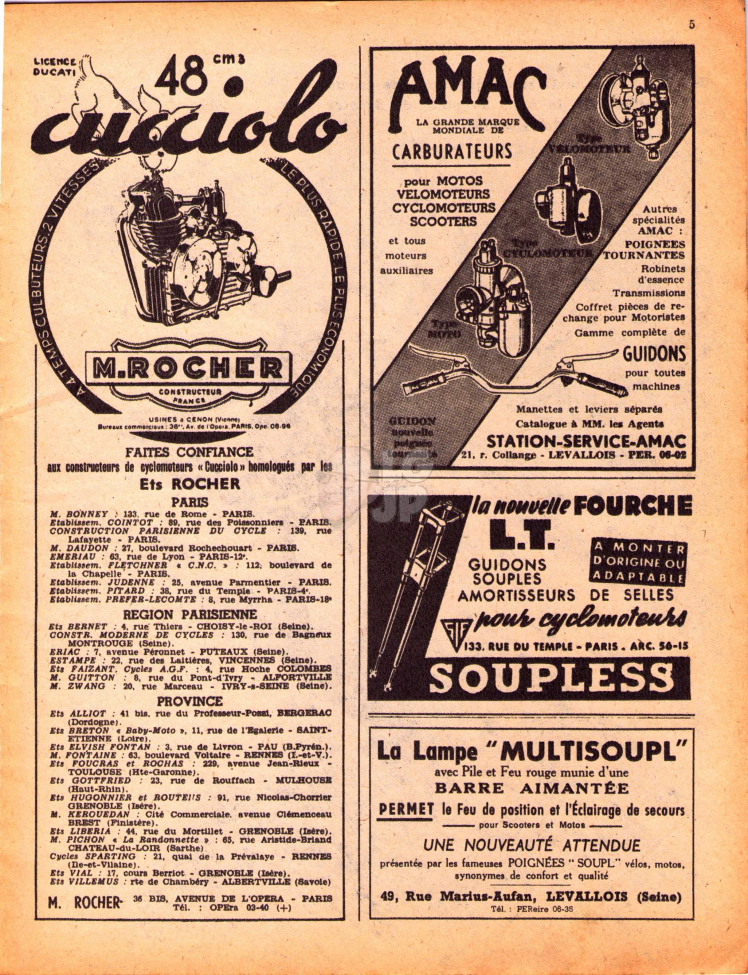 5
LICENCE
DUCATI
48 cm3
cucciolo
A 4 TEMPS.CULBUTEURS.2 VITESSES
LE PLUS RAPIDE.LE PLUS ECONOMIQUE
M.ROCHER
CONSTRUCTEUR
FRANCE
USINES à CENON (Vienne)
Bureaux commerciaux : 36bis, Av. de l'Opera, PARIS, Ope. 06-96
FAITES CONFIANCE
aux constructeurs de cyclomoteurs « Cucciolo » homologués par les
Ets ROCHER
PARIS
M. BONNEY : 133, rue de Rome - PARIS.
Etablissem. COINTOT : 89, rue des Poissonniers - PARIS.
CONSTRUCTION PARISIENNE DU CYCLE : 139, rue
Lafayette - PARIS.
M. DAUDON : 27, boulevard Rochechouart - PARIS.
EMERIAU : 63, rue de Lyon - PARIS-12e.
Etablissem. FLETCHNER « C.N.C. » : 112, boulevard de
la Chapelle - PARIS.
Etablissem. JUDENNE : 25, avenue Parmentier - PARIS.
Etablissem. PITARD : 38, rue du Temple - PARIS-4e.
Etablissem. PREFER-LECOMTE : 8, rue Myrrha - PARIS-18e
REGION PARISIENNE
Ets BERNET : 4, rue Thiers - CHOISY-le-ROI (Seine).
CONSTR. MODERNE DE CYCLES : 130, rue de Bagneux
MONTROUGE (Seine).
ERIAC : 7, avenue Péronnet - PUTEAUX (Seine).
ESTAMPE : 22, rue des Laitières, VINCENNES (Seine).
Ets FAIZANT, Cycles A.G.F. : 4, rue Hoche COLOMBES
M. GUITTON : 8, rue du Pont-d'Ivry - ALFORTVILLE
M. ZWANG : 20, rue Marceau - IVRY-s-SEINE (Seine).
PROVINCE
Ets ALLIOT : 41 bis, rue du Professeur-Pozzi, BERGERAC
(Dordogne).
Ets BRETON « Baby-Moto », 11, rue de l'Egalerie - SAINT-
ETIENNE (Loire).
Ets ELVISH FONTAN : 3, rue de Livron - PAU (B.Pyrén.).
M. FONTAINE : 63, boulevard Voltaire - RENNES (I.-et-V.).
Ets FOUCRAS et ROCHAS : 229, avenue Jean-Rieux -
TOULOUSE (Hte-Garonne).
Ets GOTTFRIED : 23, rue de Rouffach - MULHOUSE
(Haut-Rhin).
Ets HUGONNIER et ROUTENS : 91, rue Nicolas-Chorrier
GRENOBLE (Isère).
M. KEROUEDAN : Cité Commerciale, avenue Clémenceau
BREST (Finistère).
Ets LIBERIA : 44, rue du Mortillet - GRENOBLE (Isère).
M. PICHON « La Randonnette » : 65, rue Aristide-Briand
CHATEAU-du-LOIR (Sarthe)
Cycles SPARTING : 21, quai de la Prévalaye - RENNES
(Ile-et-Vilaine).
Ets VIAL : 17, cours Berriot - GRENOBLE (Isère).
Ets VILLEMUS : rte de Chambéry - ALBERTVILLE (Savoie)
M. ROCHER - 36 BIS, AVENUE DE L'OPERA - PARIS
Tél. : OPEra 03-40 (+)
AMAC
LA GRANDE MARQUE
MONDIALE DE
CARBURATEURS
pour MOTOS
VELOMOTEURS
CYCLOMOTEURS
SCOOTERS
et tous
moteurs
auxiliaires
Type
VELOMOTEUR
Type
CYCLOMOTEUR
Type
MOTO
Autres
spécialités
AMAC :
POIGNEES
TOURNANTES
Robinets
d'essence
Transmissions
Coffret pièces de re-
change pour Motoristes
Gamme complète de
GUIDONS
pour toutes
machines
GUIDON
nouvelle
poignée
tournante
Manettes et leviers séparés
Catalogue à MM. les Agents
STATION-SERVICE-AMAC
21, r. Collange - LEVALLOIS - PER. 06-02
la nouvelle FOURCHE
L.T.
A MONTER
D'ORIGINE OU
ADAPTABLE
GUIDONS
SOUPLES
AMORTISSEURS DE SELLES
pour cyclomoteurs
133, RUE DU TEMPLE - PARIS - ARC. 56-15
SOUPLESS
La Lampe "MULTISOUPL"
avec Pile et Feu rouge munie d'une
BARRE AIMANTÉE
PERMET le Feu de position et l'Éclairage de secours
pour Scooters et Motos
UNE NOUVEAUTÉ ATTENDUE
présentée par les fameuses POIGNÉES "SOUPL" vélos, motos,
synonymes de confort et qualité
49, Rue Marius-Aufan, LEVALLOIS (Seine)
Tél. : PEReire 06-35